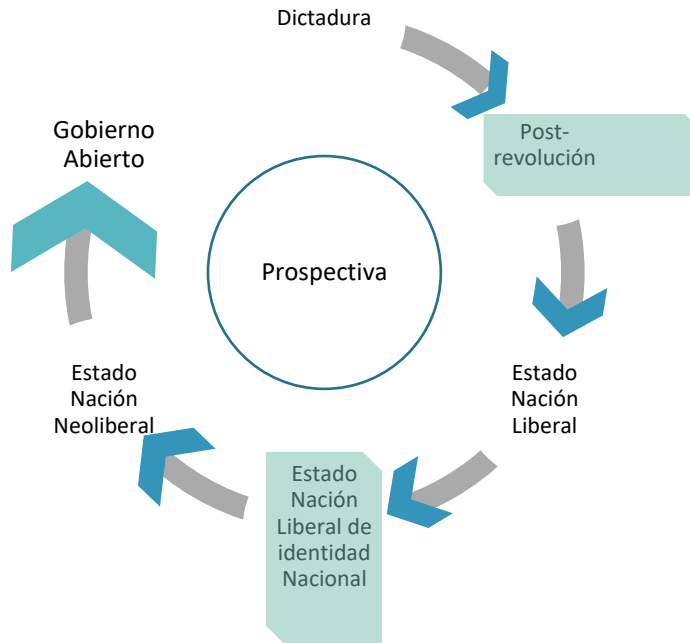 Dictadura
Post-
revolución
Estado
Nación
Liberal
Estado
Nación
Liberal de
identidad
Nacional
Estado
Nación
Neoliberal
Gobierno
Abierto
Prospectiva